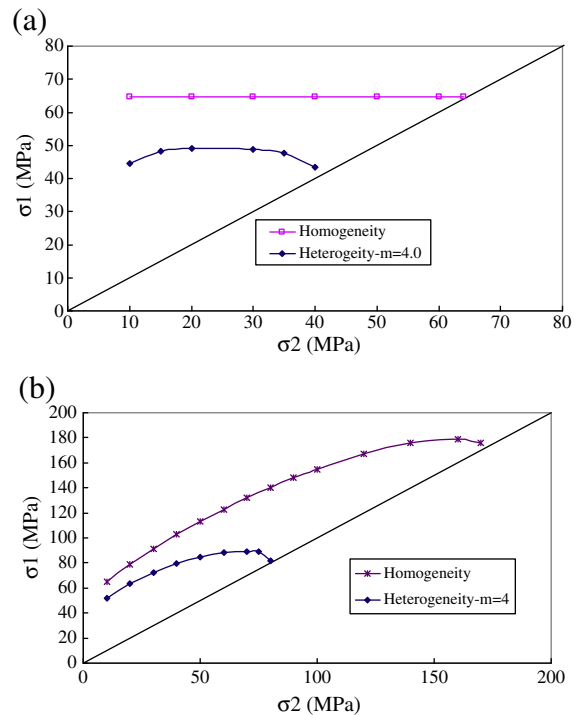 (a)
80
70
60
50
40
30
20
10
0
σ1 (MPa)
Homogeneity
Heterogeity-m=4.0
0 10 20 30 40 50 60 70 80
σ2 (MPa)
(b)
200
180
160
140
120
100
80
60
40
20
0
σ1 (MPa)
Homogeneity
Heterogeneity-m=4
0 50 100 150 200
σ2 (MPa)